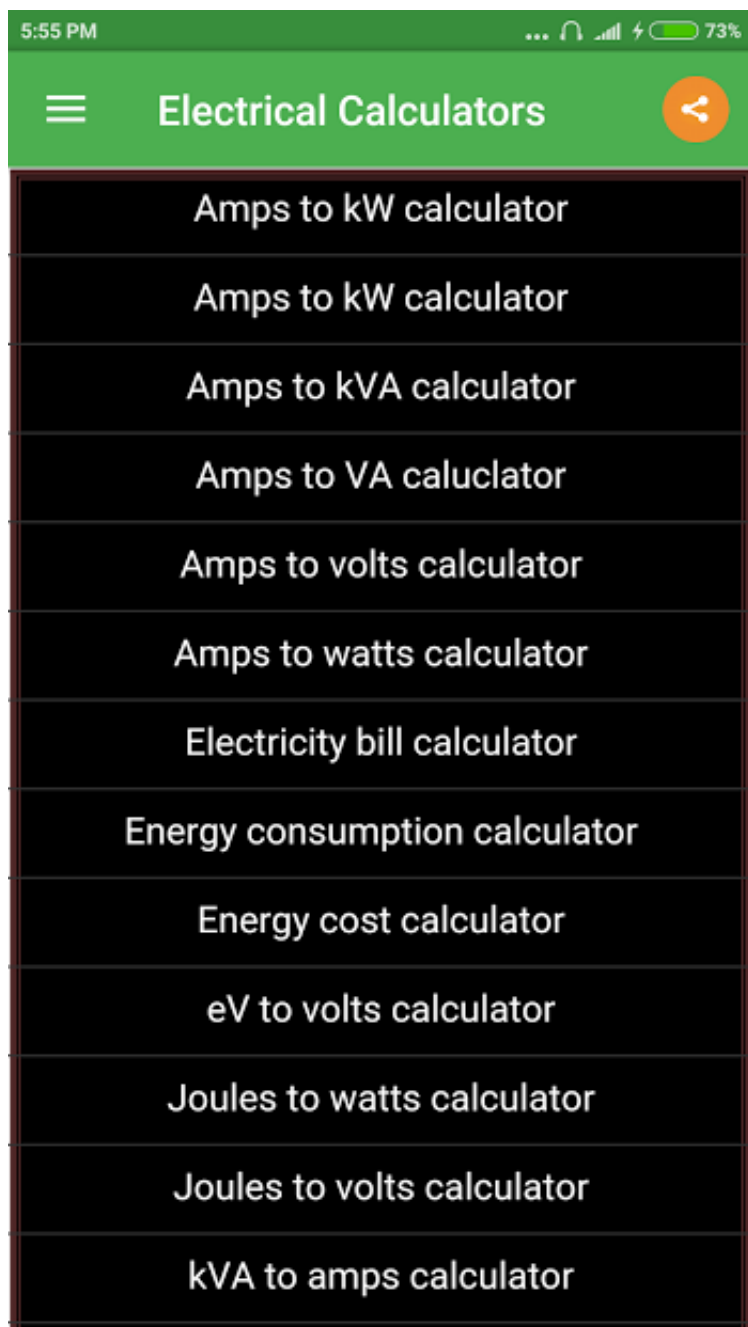 5:55 PM ... 73%
Electrical Calculators
Amps to kW calculator
Amps to kW calculator
Amps to kVA calculator
Amps to VA caluclator
Amps to volts calculator
Amps to watts calculator
Electricity bill calculator
Energy consumption calculator
Energy cost calculator
eV to volts calculator
Joules to watts calculator
Joules to volts calculator
kVA to amps calculator